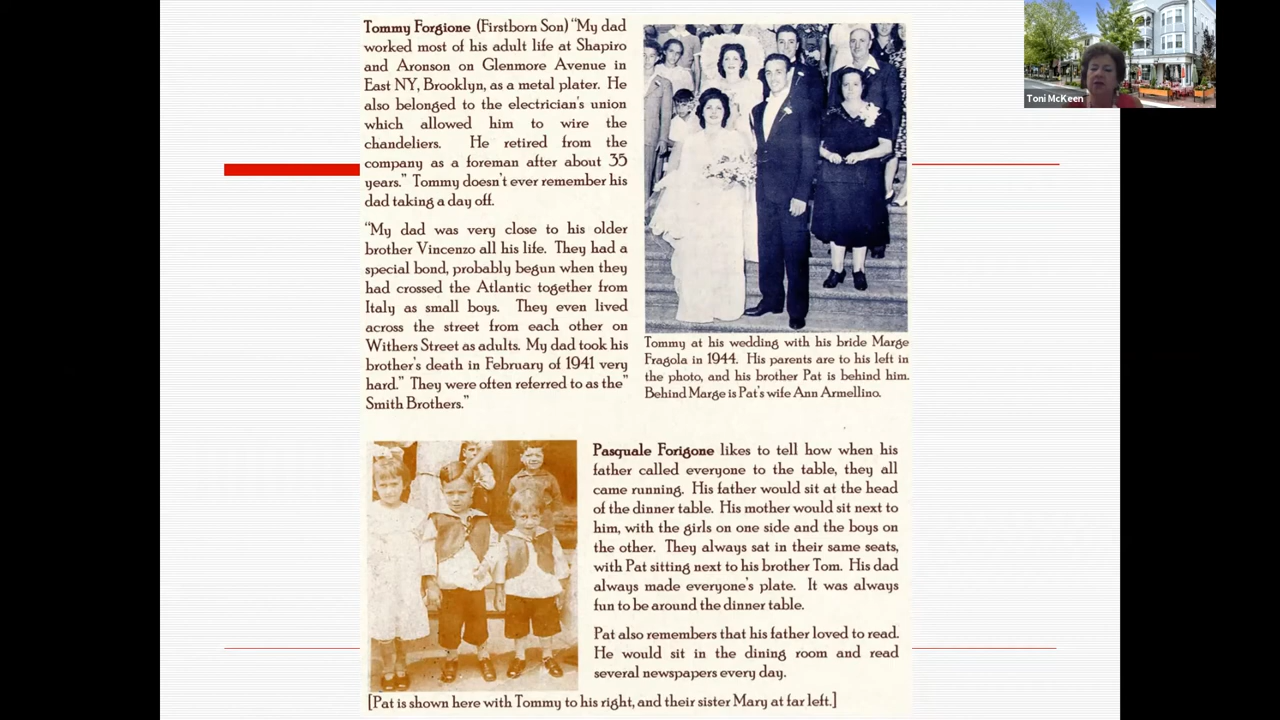 Tommy Forgione (Firstborn Son) "My dad
worked most of his adult life at Shapiro
and Aronson on Glenmore Avenue in
East NY, Brooklyn, as a metal plater. He
also belonged to the electrician's union
which allowed him to wire the
chandeliers. He retired from the
company as a foreman after about 35
years." Tommy doesn't ever remember his
dad taking a day off.
"My dad was very close to his older
brother Vincenzo all his life. They had a
special bond, probably begun when they
had crossed the Atlantic together from
Italy as small boys. They even lived
across the street from each other on
Withers Street as adults. My dad took his
brother's death in February of 1941 very
hard." They were often referred to as the"
Smith Brothers."
Tommy at his wedding with his bride Marge
Fragola in 1944. His parents are to his left in
the photo, and his brother Pat is behind him.
Behind Marge is Pat's wife Ann Armellino.
Pasquale Forigone likes to tell how when his
father called everyone to the table, they all
came running. His father would sit at the head
of the dinner table. His mother would sit next to
him, with the girls on one side and the boys on
the other. They always sat in their same seats,
with Pat sitting next to his brother Tom. His dad
always made everyone's plate. It was always
fun to be around the dinner table.
Pat also remembers that his father loved to read.
He would sit in the dining room and read
several newspapers every day.
[Pat is shown here with Tommy to his right, and their sister Mary at far left.]
Toni McKeen